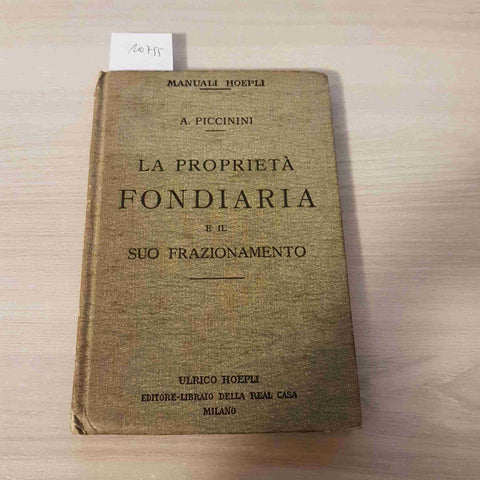 10755
MANUALI HOEPLI
A. PICCININI
LA PROPRIETÀ
FONDIARIA
E IL
SUO FRAZIONAMENTO
ULRICO HOEPLI
EDITORE-LIBRAIO DELLA REAL CASA
MILANO